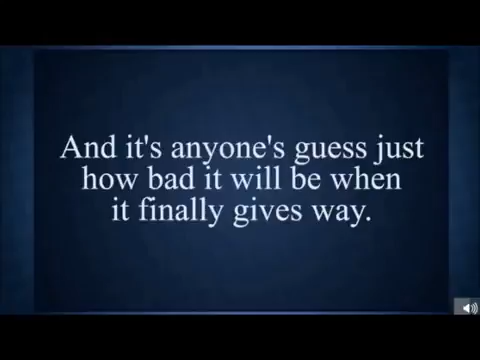 And it's anyone's guess just
how bad it will be when
it finally gives way.